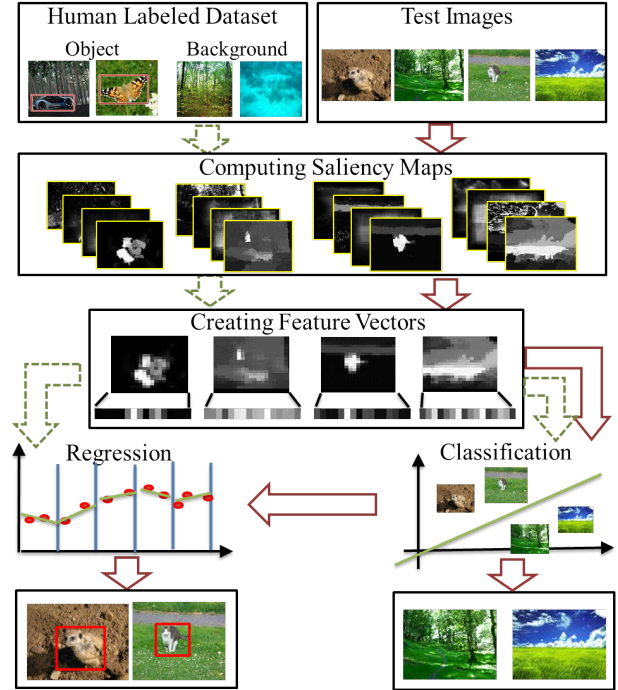 Human Labeled Dataset
Object
Background
Test Images
Computing Saliency Maps
Creating Feature Vectors
Regression
Classification